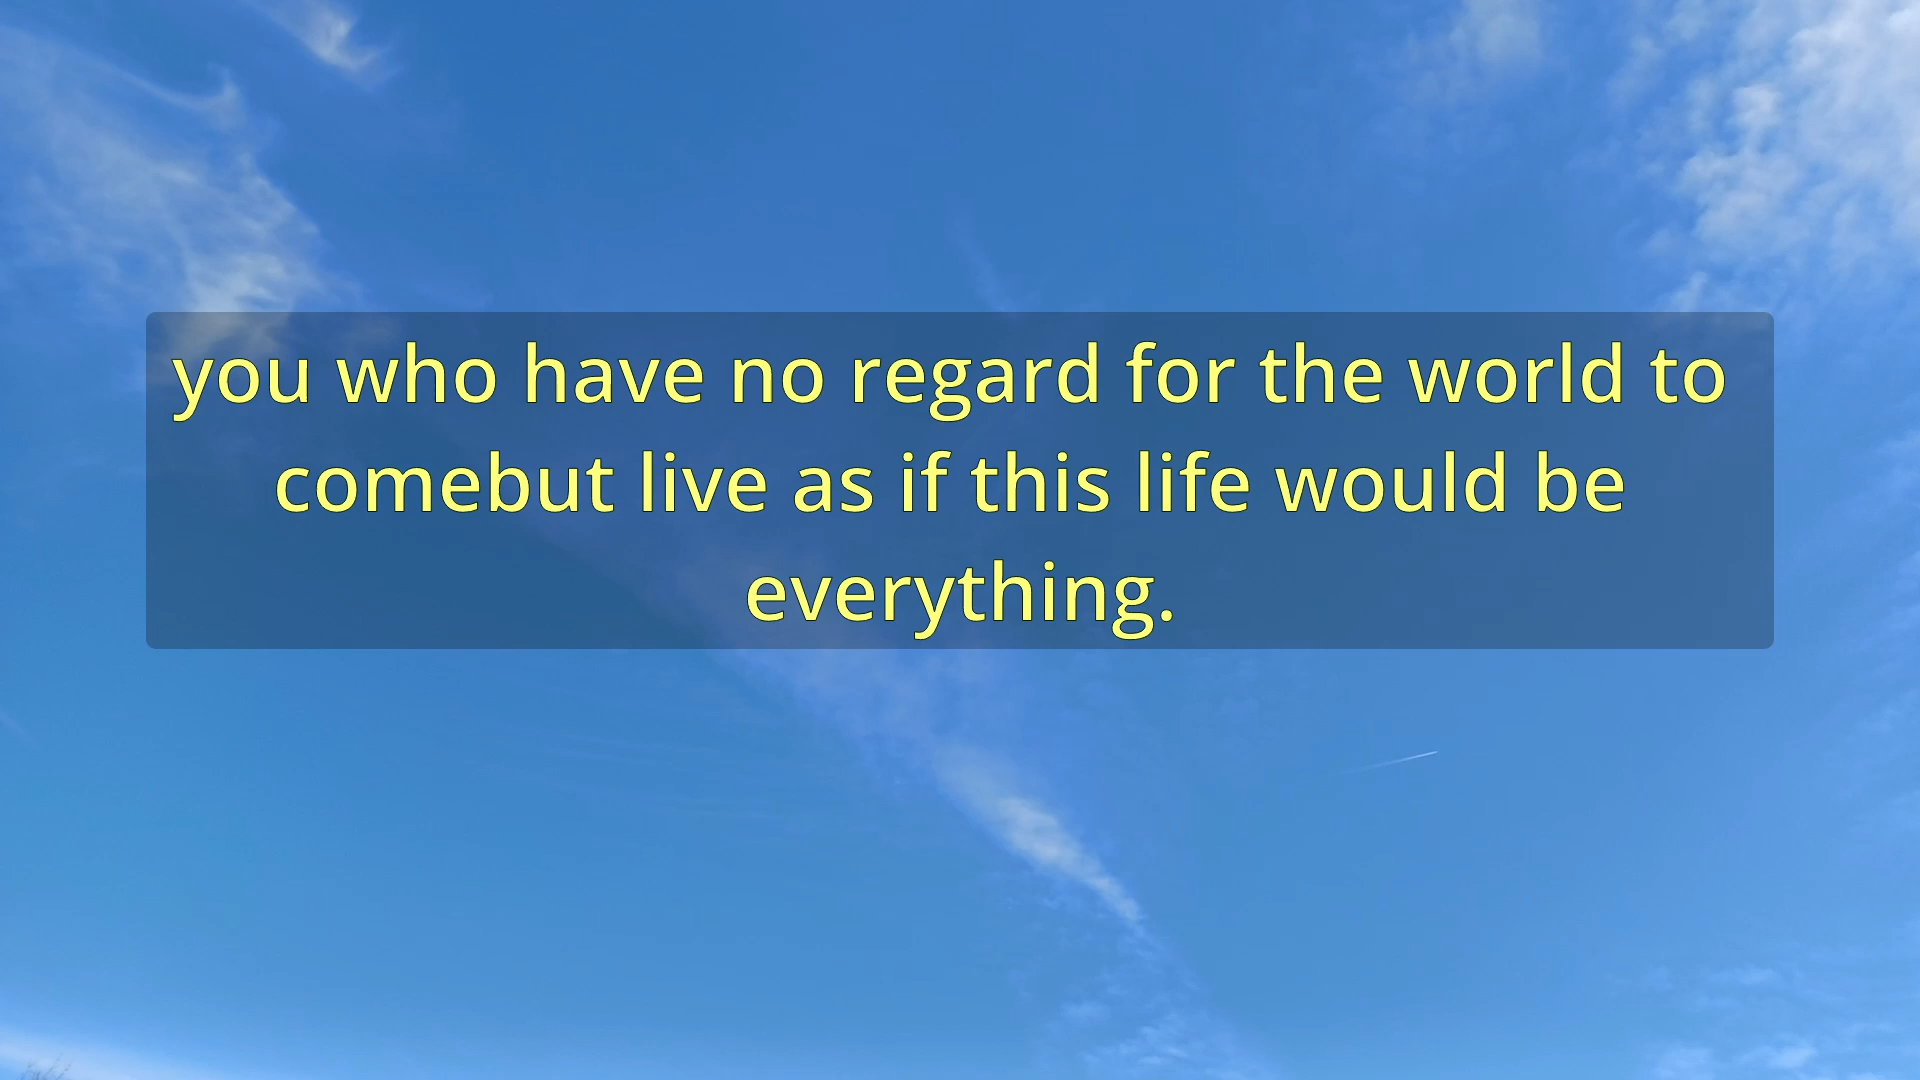 you who have no regard for the world to
comebut live as if this life would be
everything.